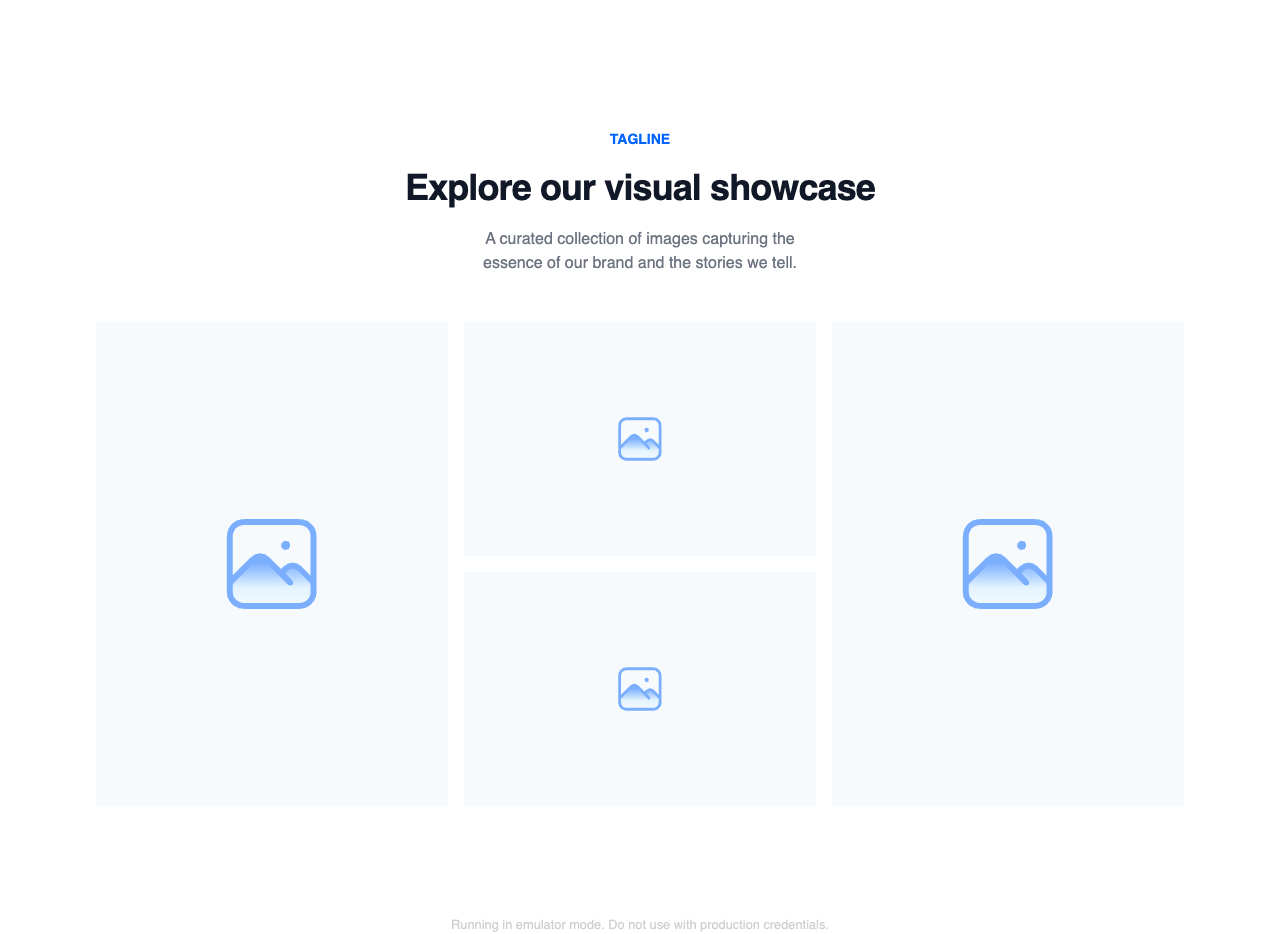 TAGLINE
Explore our visual showcase
A curated collection of images capturing the
essence of our brand and the stories we tell.
Running in emulator mode. Do not use with production credentials.